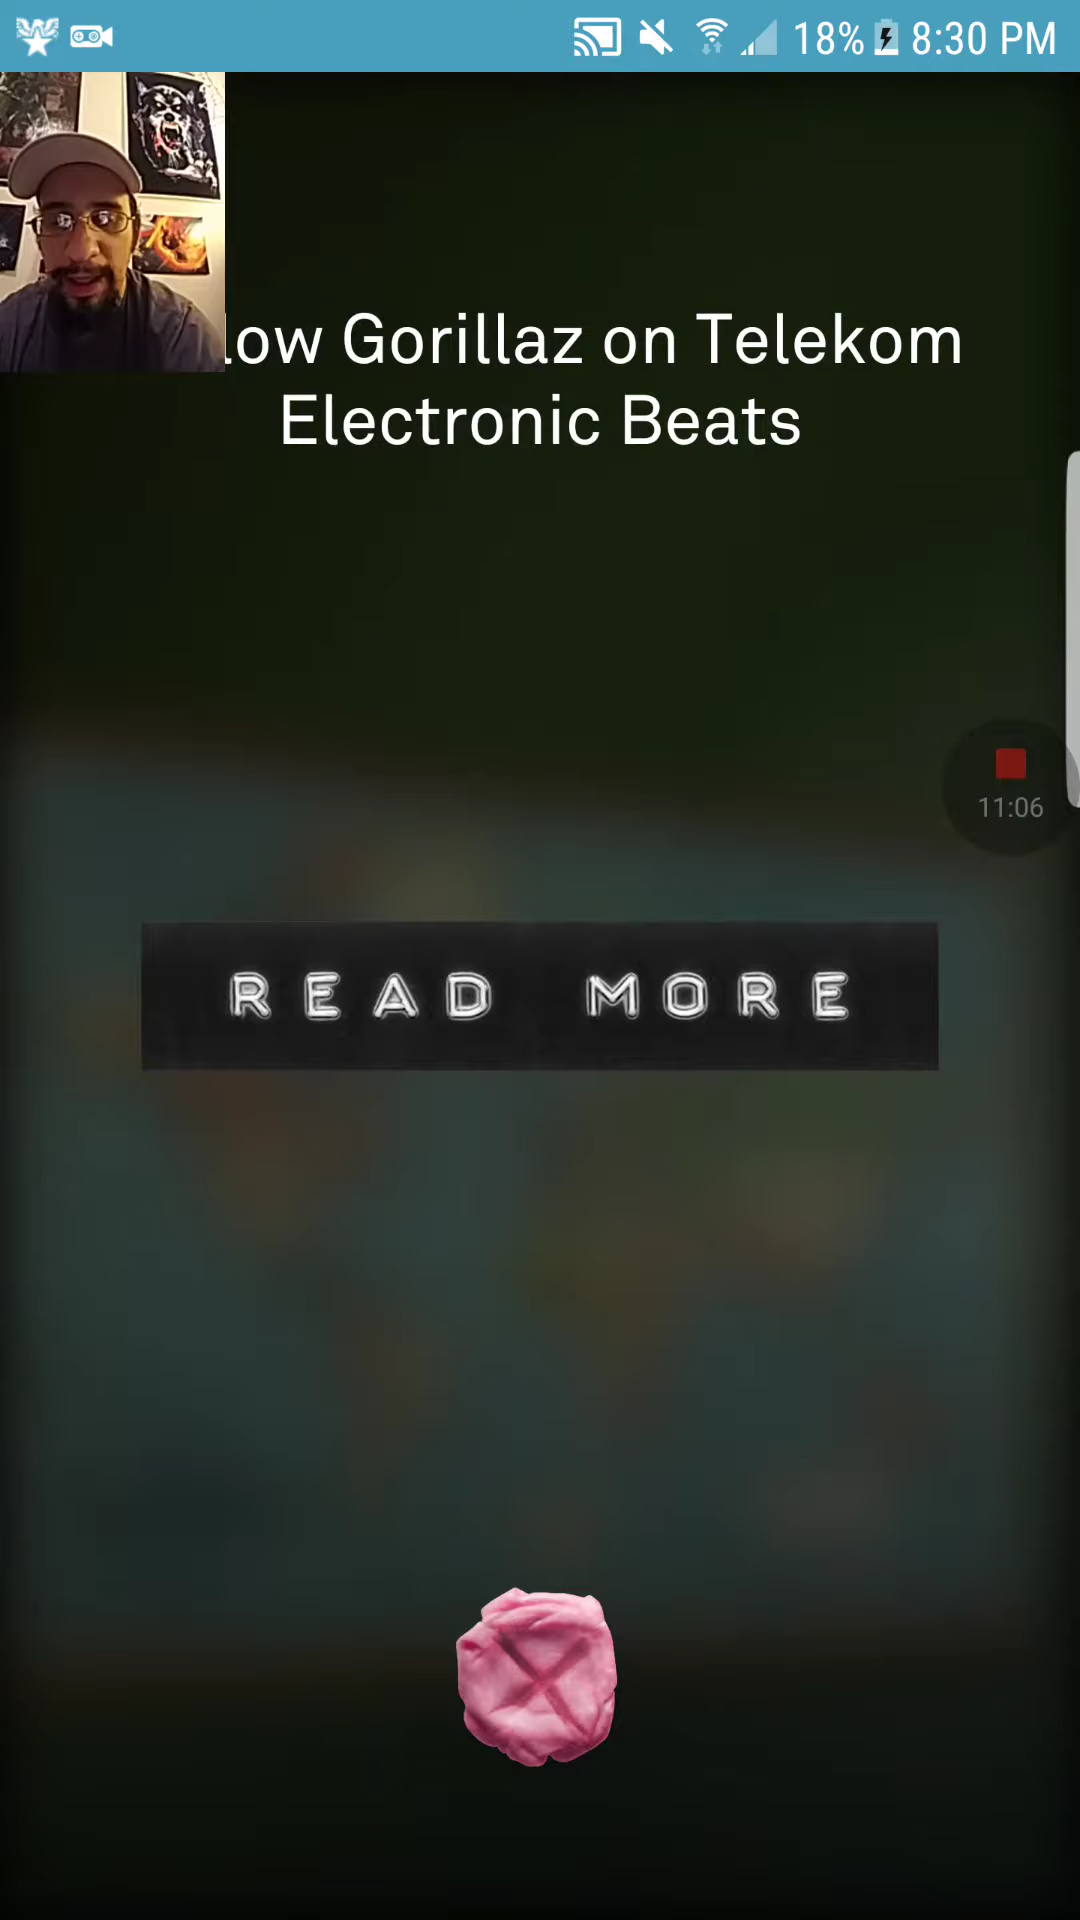 18% 8:30 PM
low Gorillaz on Telekom
Electronic Beats
11:06
READ MORE